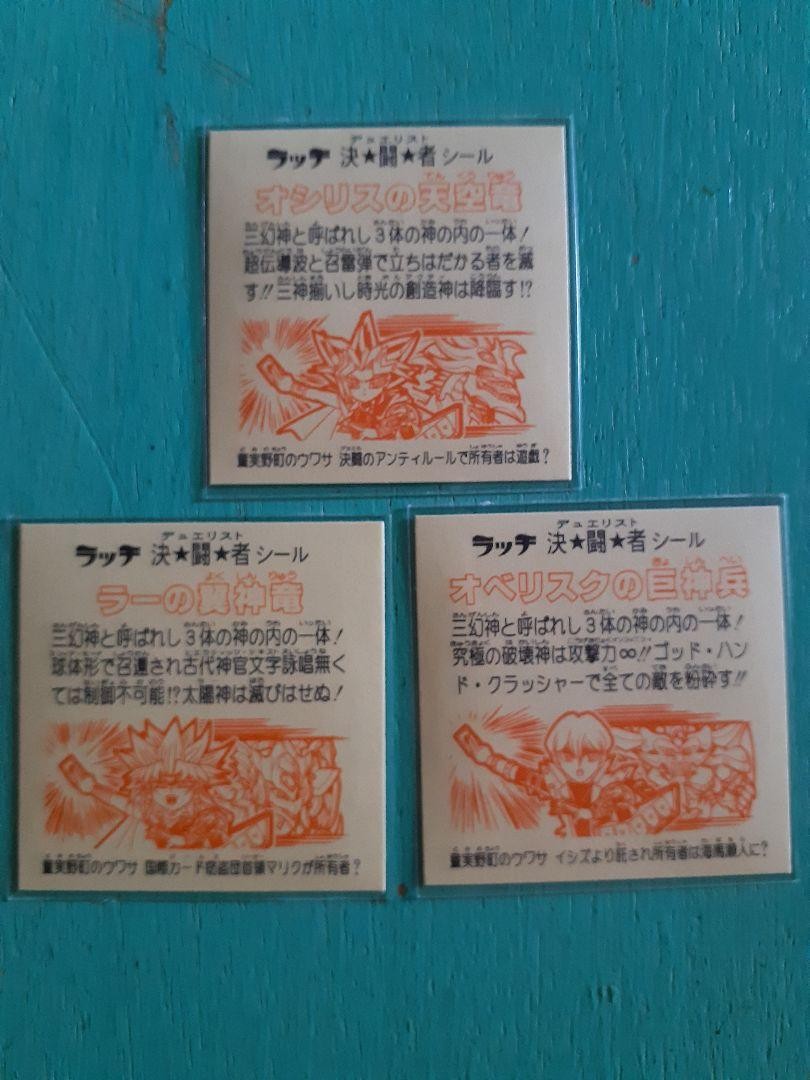 デュエリスト
ラッチ 決★闘★者 シール
オシリスの天空竜
三幻神と呼ばれし3体の神の内の一体!
超伝導波と召雷弾で立ちはだかる者を滅
す!!三神揃いし時光の創造神は降臨す!?
童実野町のウワサ 決闘のアンティルールで所有者は遊戯?
デュエリスト
ラッチ 決★闘★者 シール
ラーの翼神竜
三幻神と呼ばれし3体の神の内の一体!
球体形で召還され古代神官文字詠唱無く
ては制御不可能!?太陽神は滅びはせぬ!
童実野町のウワサ 国際カード窃盗団首領マリクが所有者?
デュエリスト
ラッチ 決★闘★者 シール
オベリスクの巨神兵
三幻神と呼ばれし3体の神の内の一体!
究極の破壊神は攻撃力∞!!ゴッド・ハン
ド・クラッシャーで全ての敵を粉砕す!!
童実野町のウワサ イシズより託され所有者は海馬瀬人に?